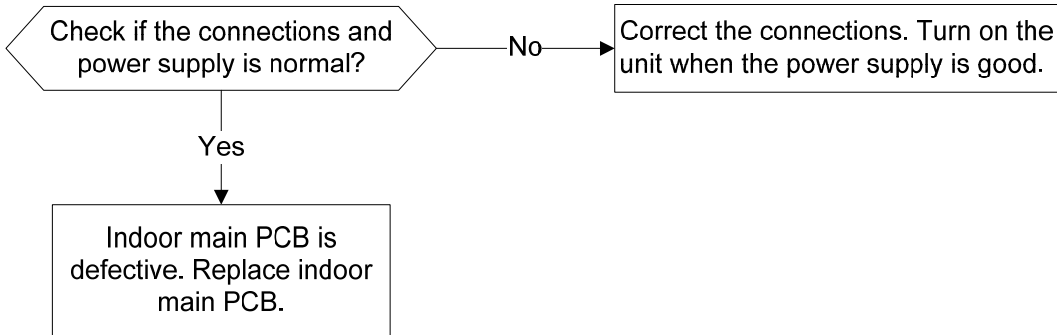 Check if the connections and
power supply is normal?
No
Correct the connections. Turn on the
unit when the power supply is good.
Yes
Indoor main PCB is
defective. Replace indoor
main PCB.